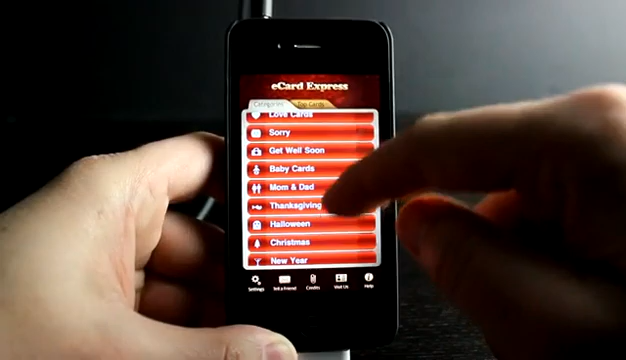 eCard Express
Categories Top Cards
Love Cards
Sorry
Get Well Soon
Baby Cards
Mom & Dad
Thanksgiving
Halloween
Christmas
New Year
Settings Tell a Friend Credits Visit Us Help